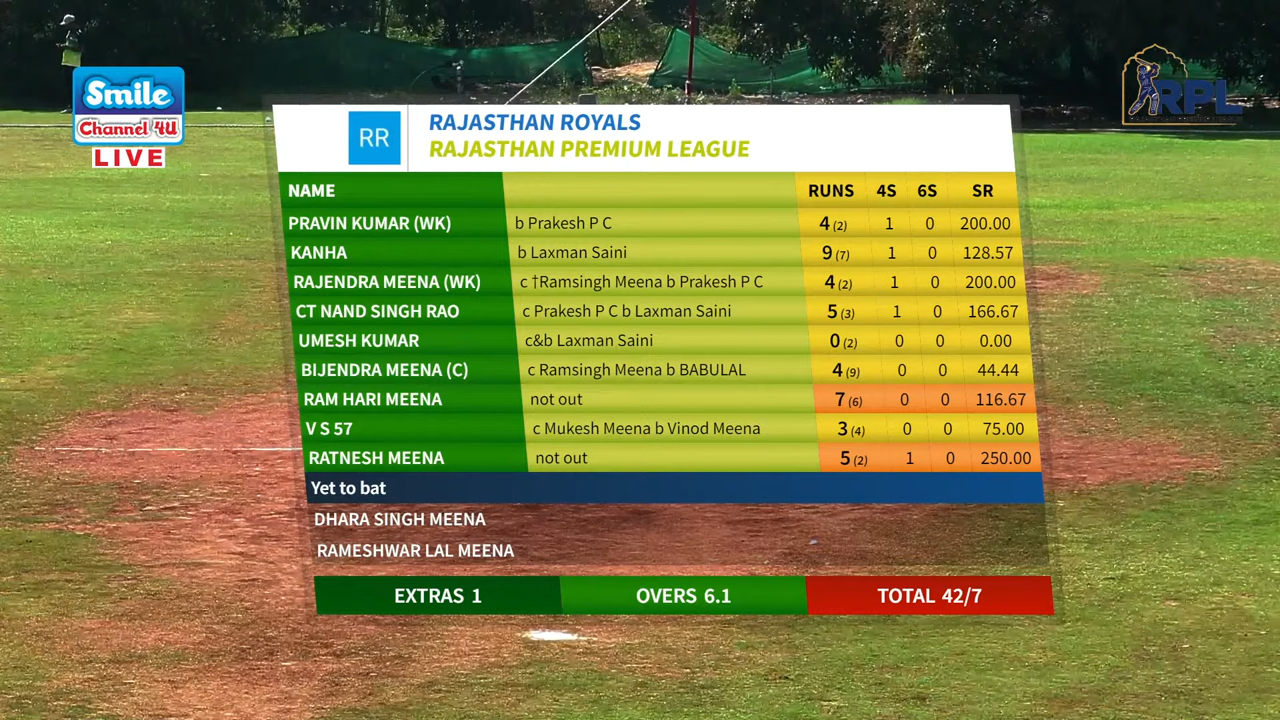 Smile
Channel 4U
LIVE
RPL
RR
RAJASTHAN ROYALS
RAJASTHAN PREMIUM LEAGUE
NAME RUNS 4S 6S SR
PRAVIN KUMAR (WK) b Prakesh P C 4 (2) 1 0 200.00
KANHA b Laxman Saini 9 (7) 1 0 128.57
RAJENDRA MEENA (WK) c †Ramsingh Meena b Prakesh P C 4 (2) 1 0 200.00
CT NAND SINGH RAO c Prakesh P C b Laxman Saini 5 (3) 1 0 166.67
UMESH KUMAR c&b Laxman Saini 0 (2) 0 0 0.00
BIJENDRA MEENA (C) c Ramsingh Meena b BABULAL 4 (9) 0 0 44.44
RAM HARI MEENA not out 7 (6) 0 0 116.67
V S 57 c Mukesh Meena b Vinod Meena 3 (4) 0 0 75.00
RATNESH MEENA not out 5 (2) 1 0 250.00
Yet to bat
DHARA SINGH MEENA
RAMESHWAR LAL MEENA
EXTRAS 1 OVERS 6.1 TOTAL 42/7